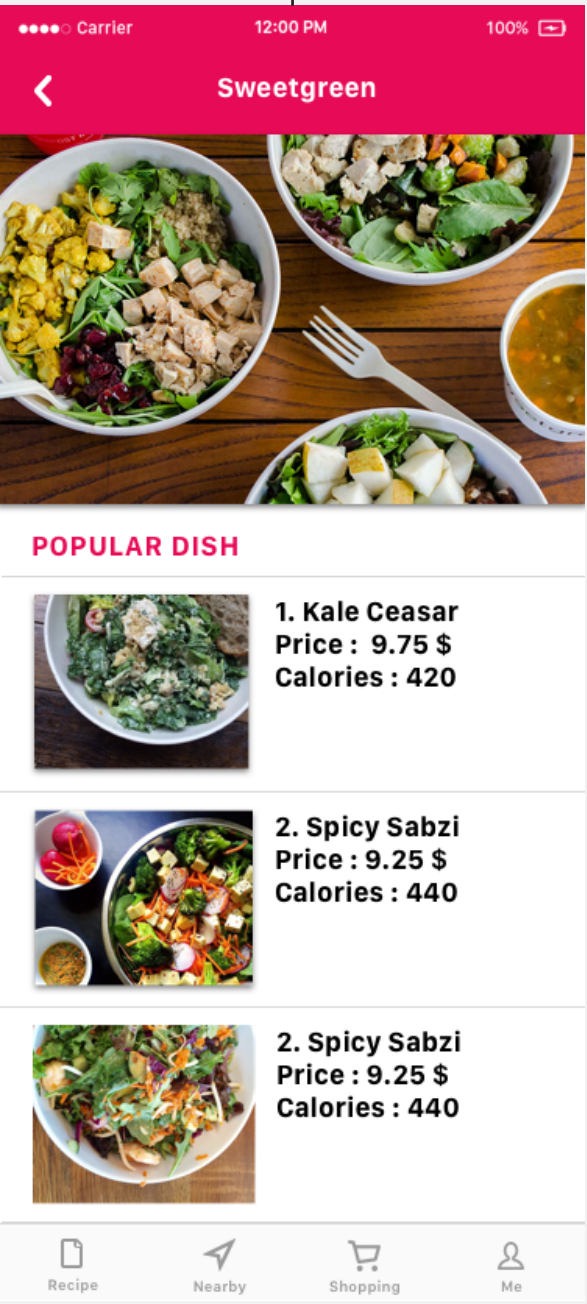 Carrier
12:00 PM
100%
Sweetgreen
POPULAR DISH
1. Kale Ceasar
Price :  9.75 $
Calories : 420
2. Spicy Sabzi
Price : 9.25 $
Calories : 440
2. Spicy Sabzi
Price : 9.25 $
Calories : 440
Recipe
Nearby
Shopping
Me